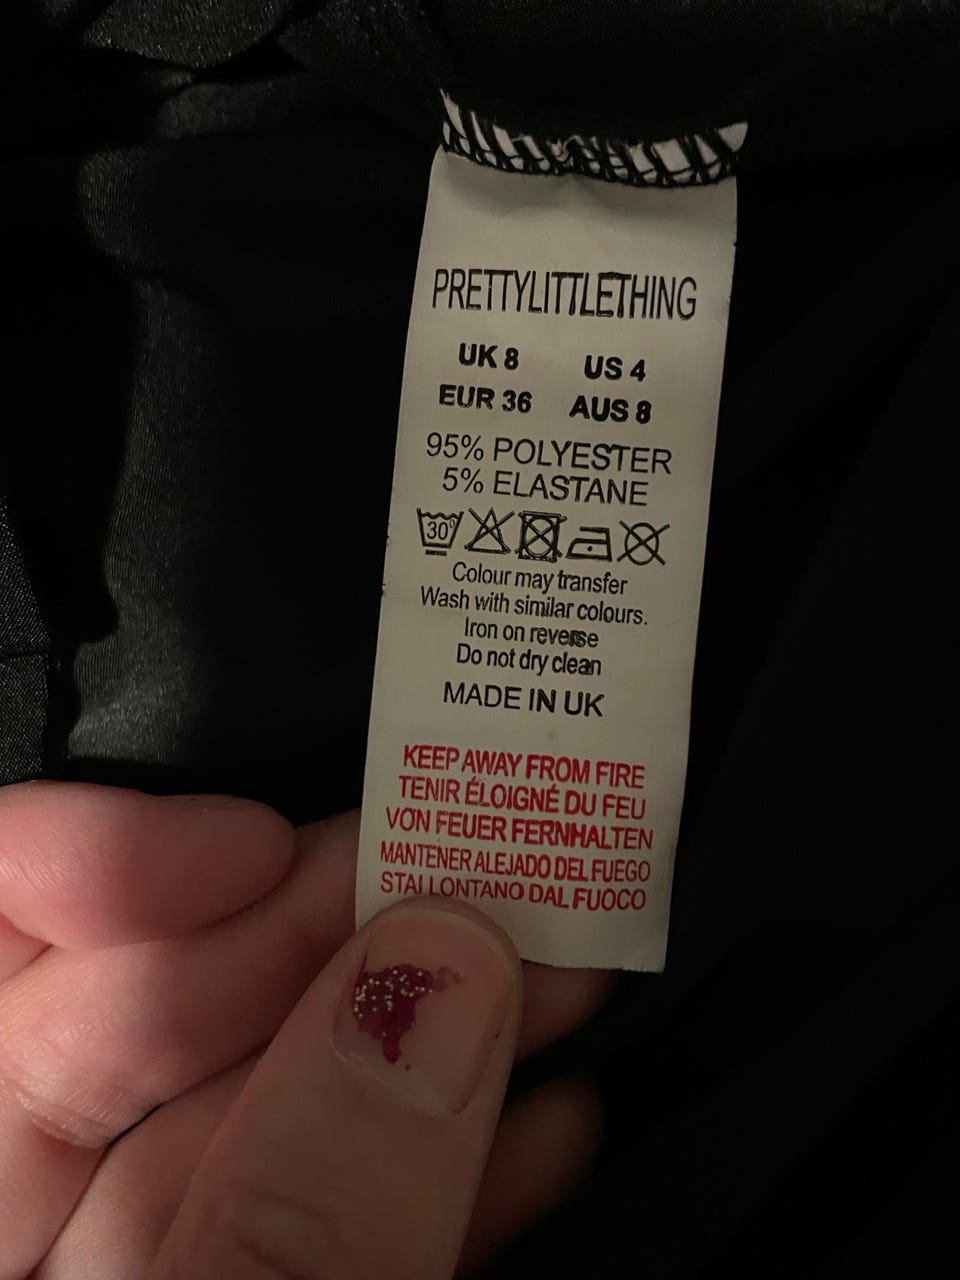 PRETTYLITTLETHING
UK 8 US 4
EUR 36 AUS 8
95% POLYESTER
5% ELASTANE
30°
Colour may transfer
Wash with similar colours.
Iron on reverse
Do not dry clean
MADE IN UK
KEEP AWAY FROM FIRE
TENIR ÉLOIGNÉ DU FEU
VON FEUER FERNHALTEN
MANTENER ALEJADO DEL FUEGO
STAI LONTANO DAL FUOCO